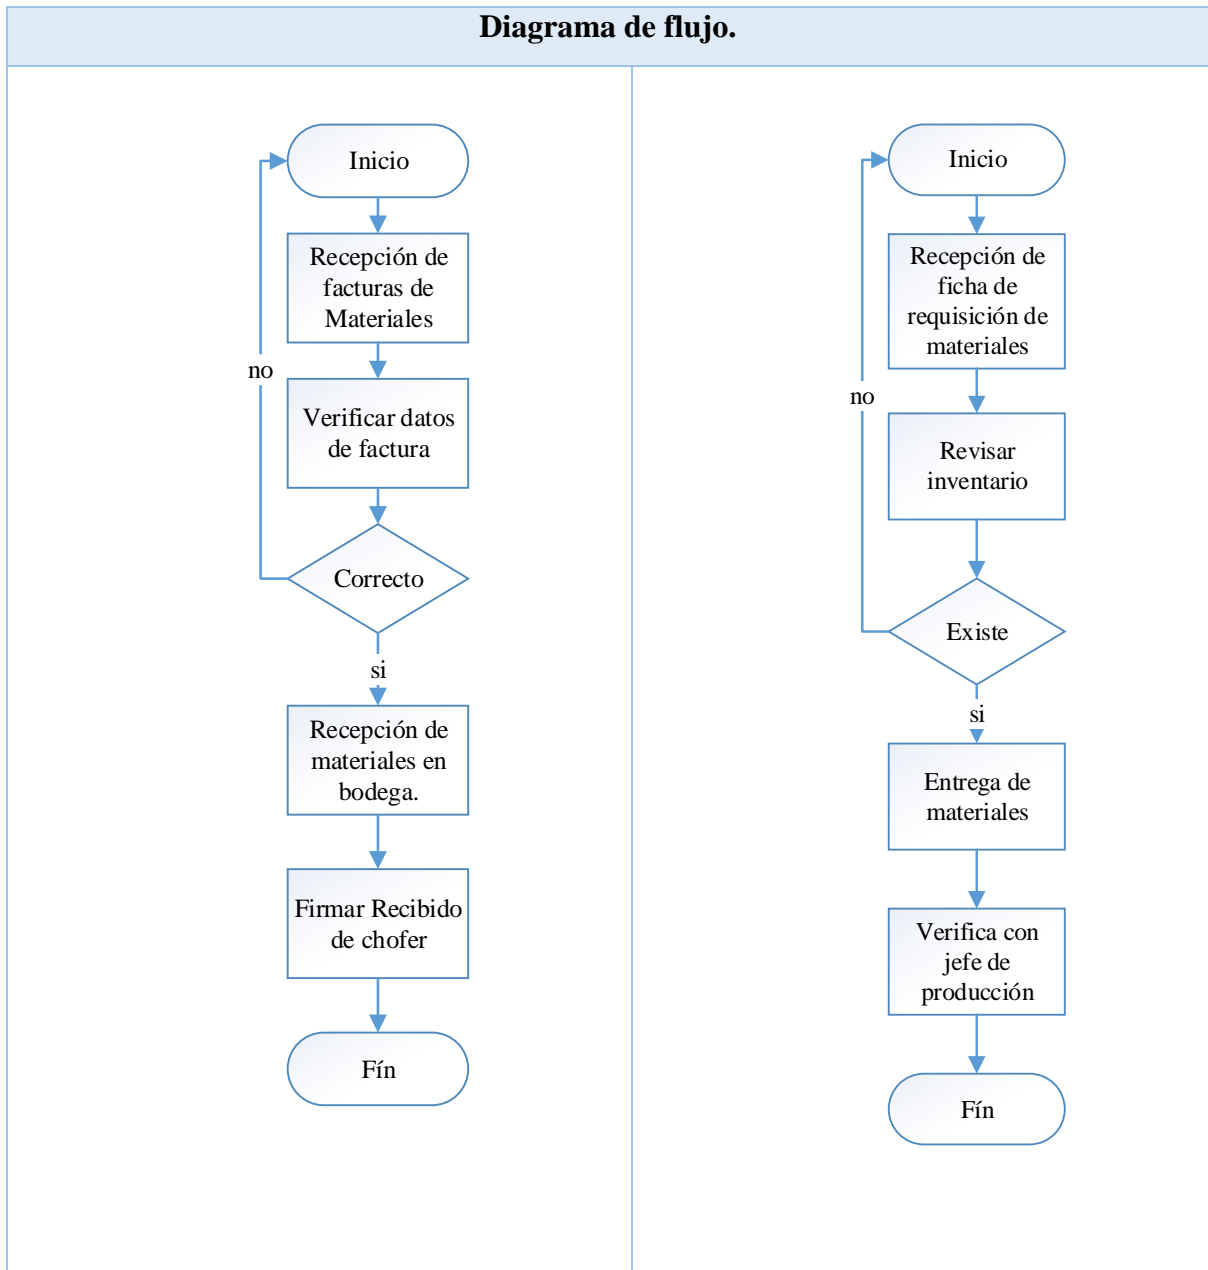 Diagrama de flujo.
Inicio
Recepción de
facturas de
Materiales
no
Verificar datos
de factura
Correcto
si
Recepción de
materiales en
bodega.
Firmar Recibido
de chofer
Fín
Inicio
Recepción de
ficha de
requisición de
materiales
no
Revisar
inventario
Existe
si
Entrega de
materiales
Verifica con
jefe de
producción
Fín